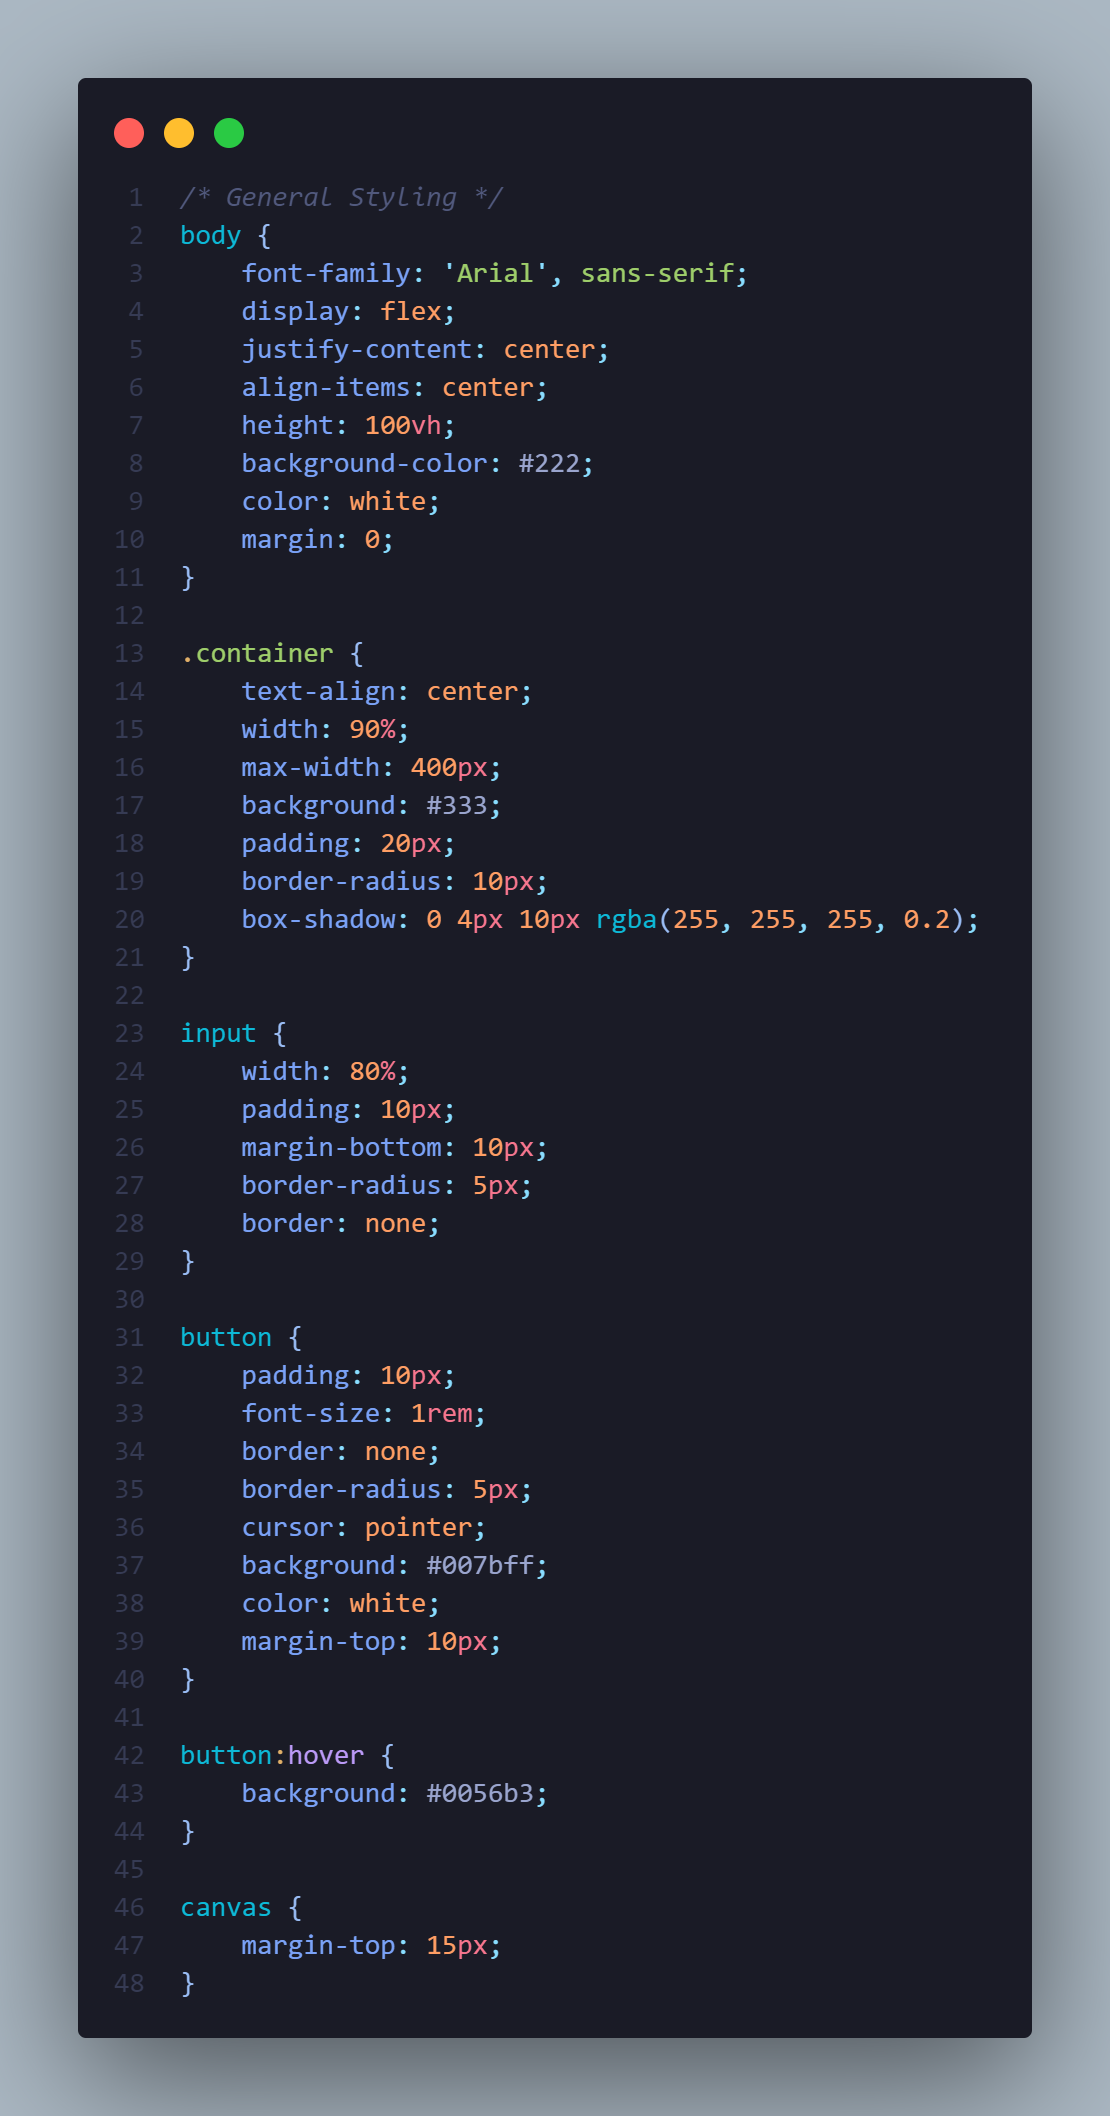 1 /* General Styling */
2 body {
3     font-family: 'Arial', sans-serif;
4     display: flex;
5     justify-content: center;
6     align-items: center;
7     height: 100vh;
8     background-color: #222;
9     color: white;
10     margin: 0;
11 }
12
13 .container {
14     text-align: center;
15     width: 90%;
16     max-width: 400px;
17     background: #333;
18     padding: 20px;
19     border-radius: 10px;
20     box-shadow: 0 4px 10px rgba(255, 255, 255, 0.2);
21 }
22
23 input {
24     width: 80%;
25     padding: 10px;
26     margin-bottom: 10px;
27     border-radius: 5px;
28     border: none;
29 }
30
31 button {
32     padding: 10px;
33     font-size: 1rem;
34     border: none;
35     border-radius: 5px;
36     cursor: pointer;
37     background: #007bff;
38     color: white;
39     margin-top: 10px;
40 }
41
42 button:hover {
43     background: #0056b3;
44 }
45
46 canvas {
47     margin-top: 15px;
48 }